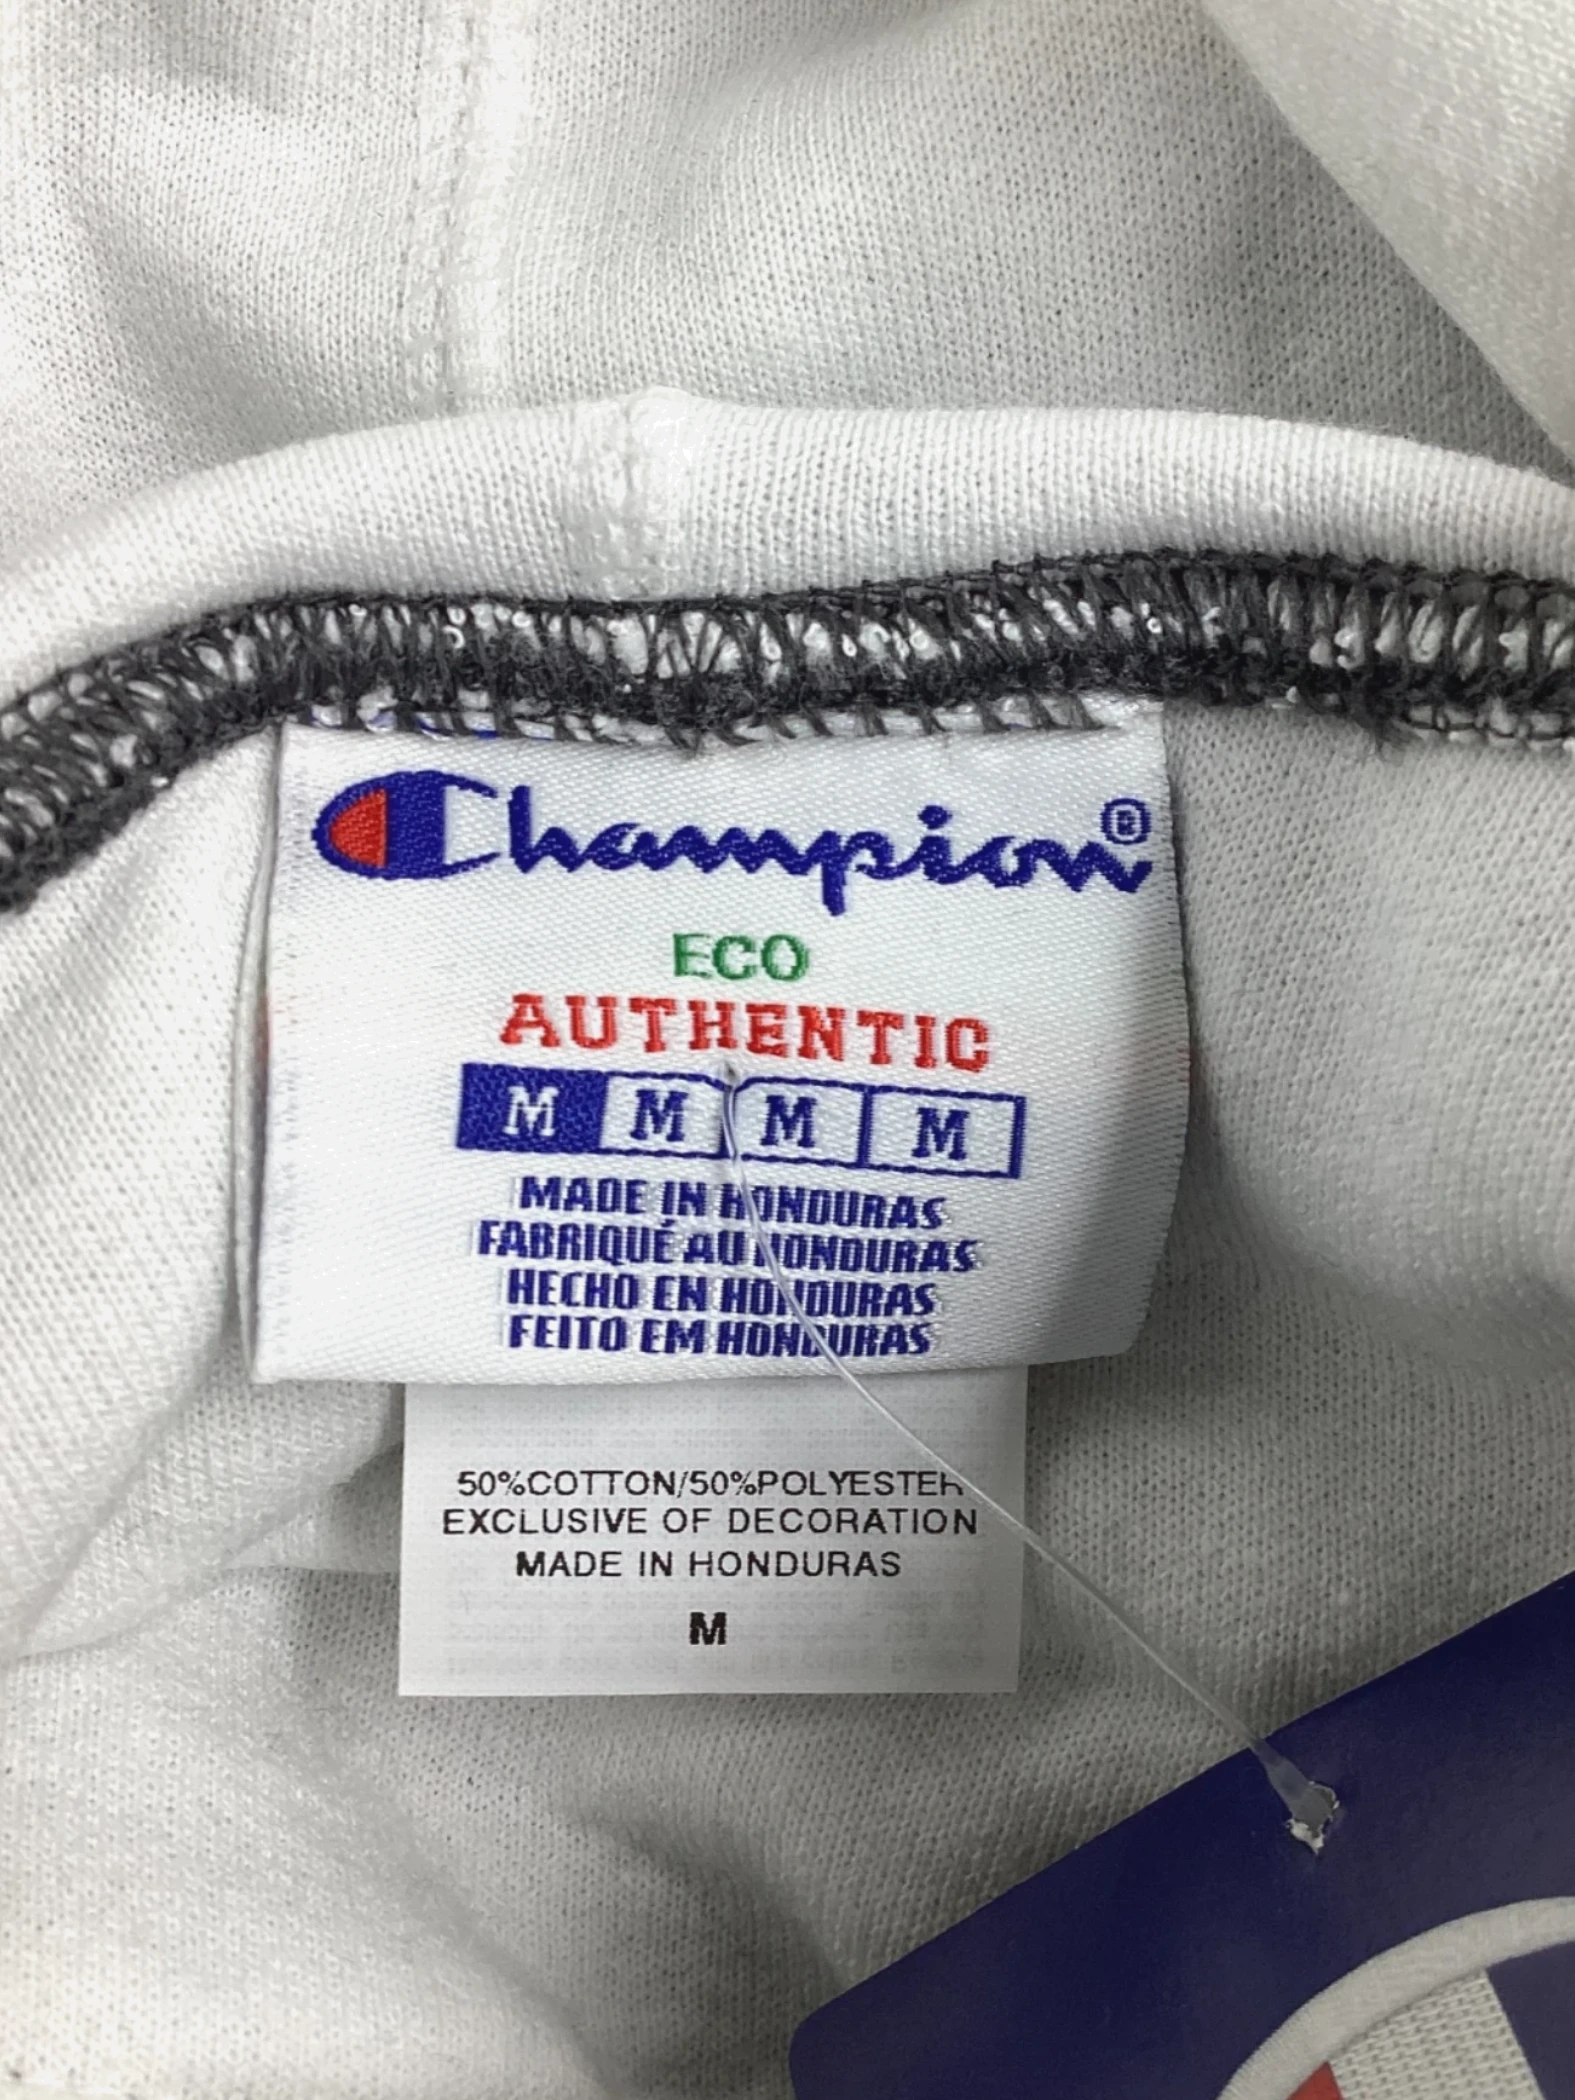 Champion®
ECO
AUTHENTIC
M M M M
MADE IN HONDURAS
FABRIQUÉ AU HONDURAS
HECHO EN HONDURAS
FEITO EM HONDURAS
50%COTTON/50%POLYESTER
EXCLUSIVE OF DECORATION
MADE IN HONDURAS
M